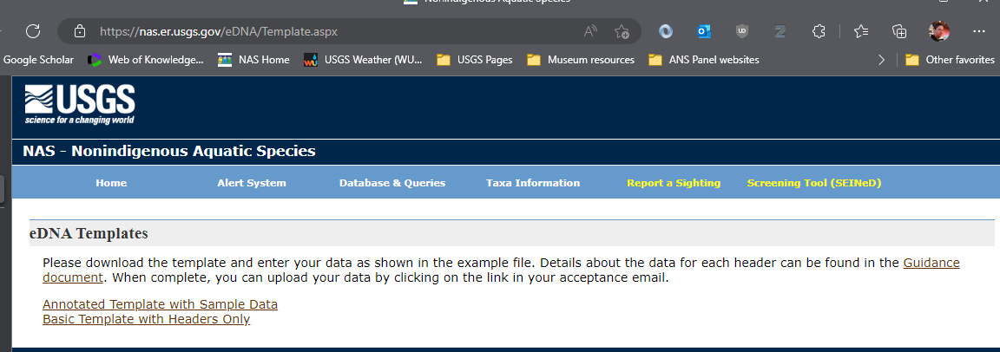 Nonindigenous Aquatic Species
https://nas.er.usgs.gov/eDNA/Template.aspx
Google Scholar Web of Knowledge... NAS Home USGS Weather (WU... USGS Pages Museum resources ANS Panel websites Other favorites
USGS
science for a changing world
NAS - Nonindigenous Aquatic Species
Home Alert System Database & Queries Taxa Information Report a Sighting Screening Tool (SEINeD)
eDNA Templates
Please download the template and enter your data as shown in the example file. Details about the data for each header can be found in the Guidance
document. When complete, you can upload your data by clicking on the link in your acceptance email.
Annotated Template with Sample Data
Basic Template with Headers Only